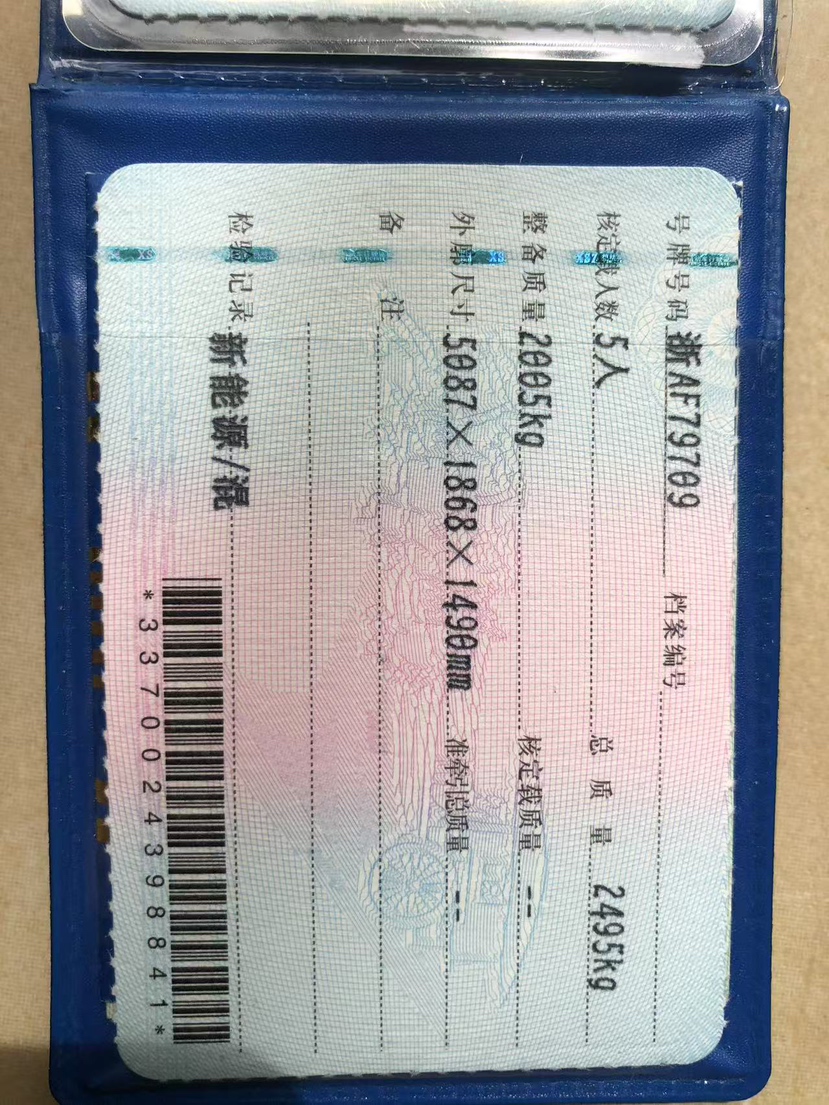 号牌号码 浙AF79709 档案编号
核定载人数 5人 总质量 2495kg
整备质量 2005kg 核定载质量 --
外廓尺寸 5087×1868×1490mm 准牵引总质量 --
备注
检验记录 新能源/混
*3370024398841*